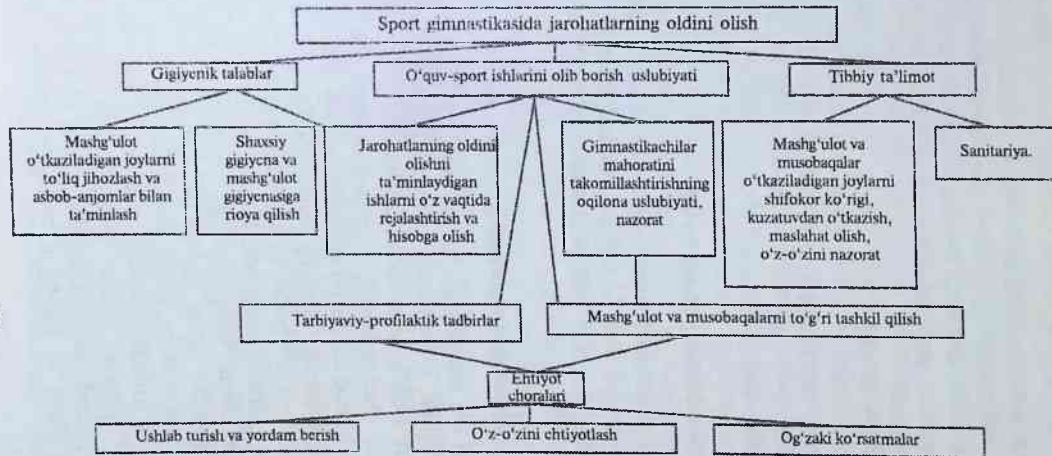 Sport gimnastikasida jarohatlarning oldini olish
Gigiyenik talablar
O‘quv-sport ishlarini olib borish uslubiyati
Tibbiy ta’limot
Mashg‘ulot
o‘tkaziladigan joylarni
to‘liq jihozlash va
asbob-anjomlar bilan
ta’minlash
Shaxsiy
gigiyena va
mashg‘ulot
gigiyenasiga
rioya qilish
Jarohatlarning oldini
olishni
ta’minlaydigan
ishlarni o‘z vaqtida
rejalashtirish va
hisobga olish
Gimnastikachilar
mahoratini
takomillashtirishning
oqilona uslubiyati,
nazorat
Mashg‘ulot va
musobaqalar
o‘tkaziladigan joylarni
shifokor ko‘rigi,
kuzatuvdan o‘tkazish,
maslahat olish,
o‘z-o‘zini nazorat
Sanitariya.
Tarbiyaviy-profilaktik tadbirlar
Mashg‘ulot va musobaqalarni to‘g‘ri tashkil qilish
Ehtiyot
choralari
Ushlab turish va yordam berish
O‘z-o‘zini ehtiyotlash
Og‘zaki ko‘rsatmalar